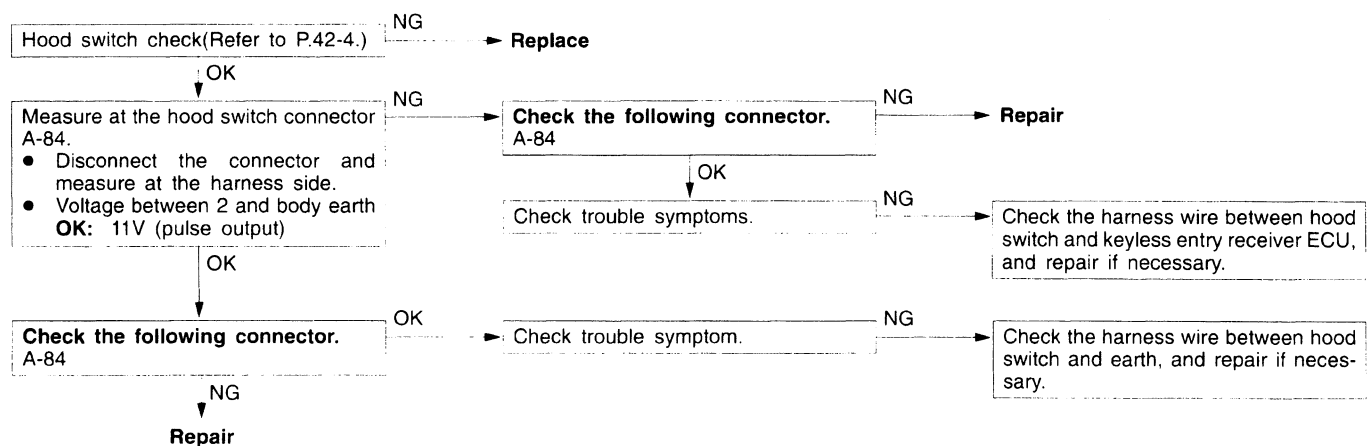 NG
Hood switch check(Refer to P.42-4.)
Replace
OK
NG
NG
Measure at the hood switch connector
A-84.
● Disconnect the connector and
measure at the harness side.
● Voltage between 2 and body earth
OK: 11V (pulse output)
Check the following connector.
A-84
Repair
OK
NG
Check trouble symptoms.
Check the harness wire between hood
switch and keyless entry receiver ECU,
and repair if necessary.
OK
Check the following connector.
A-84
OK
Check trouble symptom.
NG
Check the harness wire between hood
switch and earth, and repair if neces-
sary.
NG
Repair